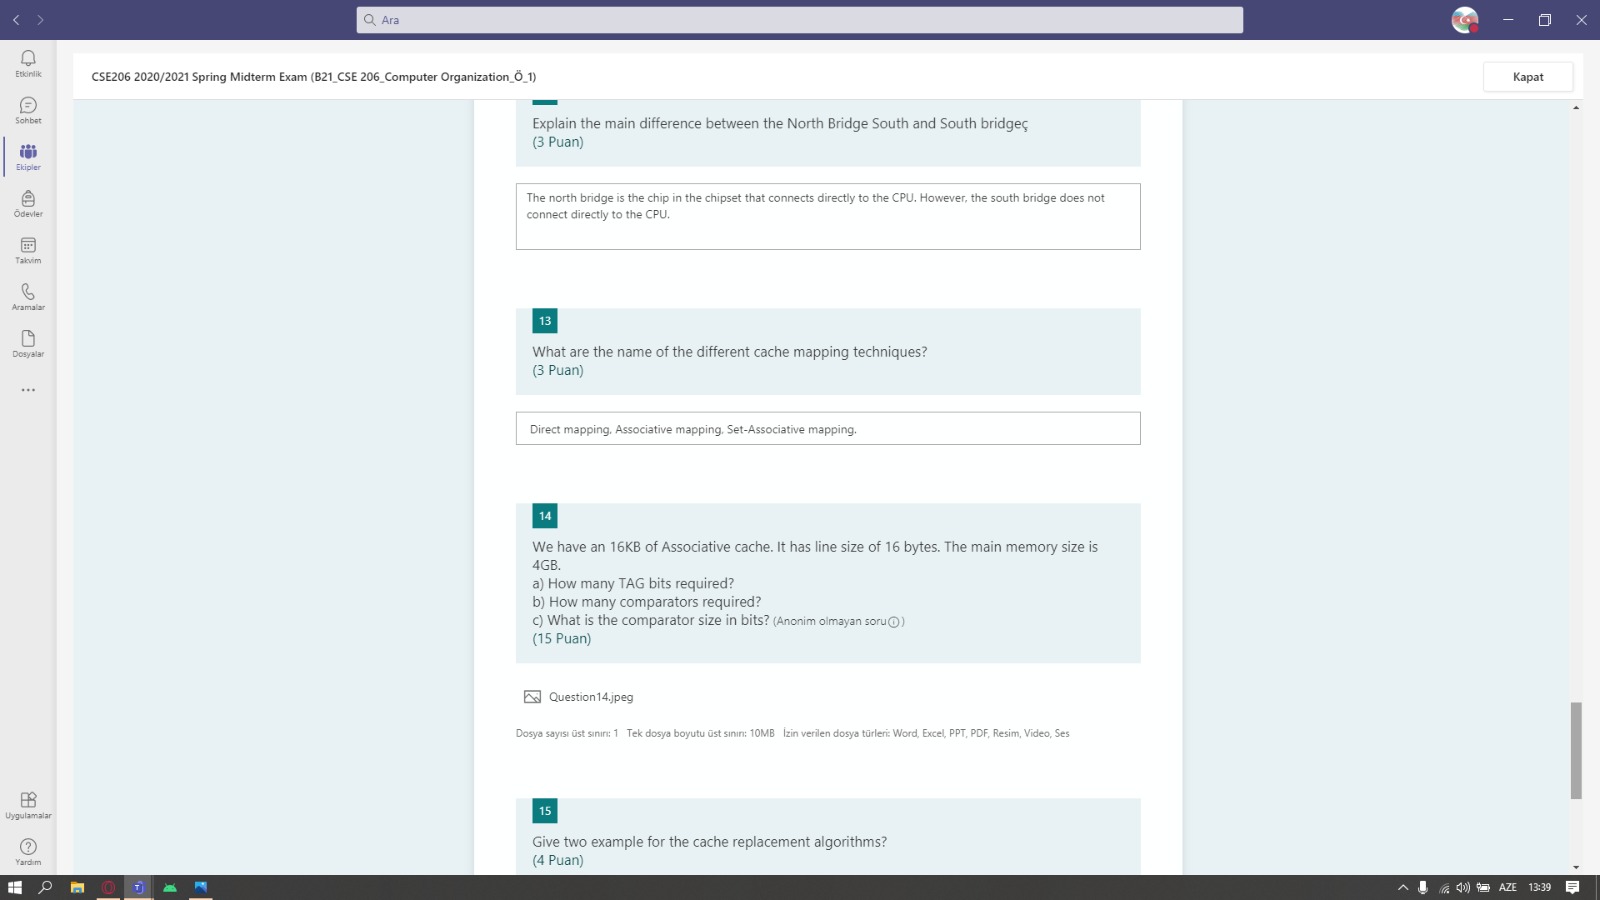 Ara
Etkinlik
Sohbet
Ekipler
Ödevler
Takvim
Aramalar
Dosyalar
Uygulamalar
Yardım
CSE206 2020/2021 Spring Midterm Exam (B21_CSE 206_Computer Organization_Ö_1)
Kapat
Explain the main difference between the North Bridge South and South bridgeç
(3 Puan)
The north bridge is the chip in the chipset that connects directly to the CPU. However, the south bridge does not
connect directly to the CPU.
13
What are the name of the different cache mapping techniques?
(3 Puan)
Direct mapping, Associative mapping, Set-Associative mapping.
14
We have an 16KB of Associative cache. It has line size of 16 bytes. The main memory size is
4GB.
a) How many TAG bits required?
b) How many comparators required?
c) What is the comparator size in bits? (Anonim olmayan soru)
(15 Puan)
Question14.jpeg
Dosya sayısı üst sınırı: 1 Tek dosya boyutu üst sınırı: 10MB İzin verilen dosya türleri: Word, Excel, PPT, PDF, Resim, Video, Ses
15
Give two example for the cache replacement algorithms?
(4 Puan)
AZE
13:39